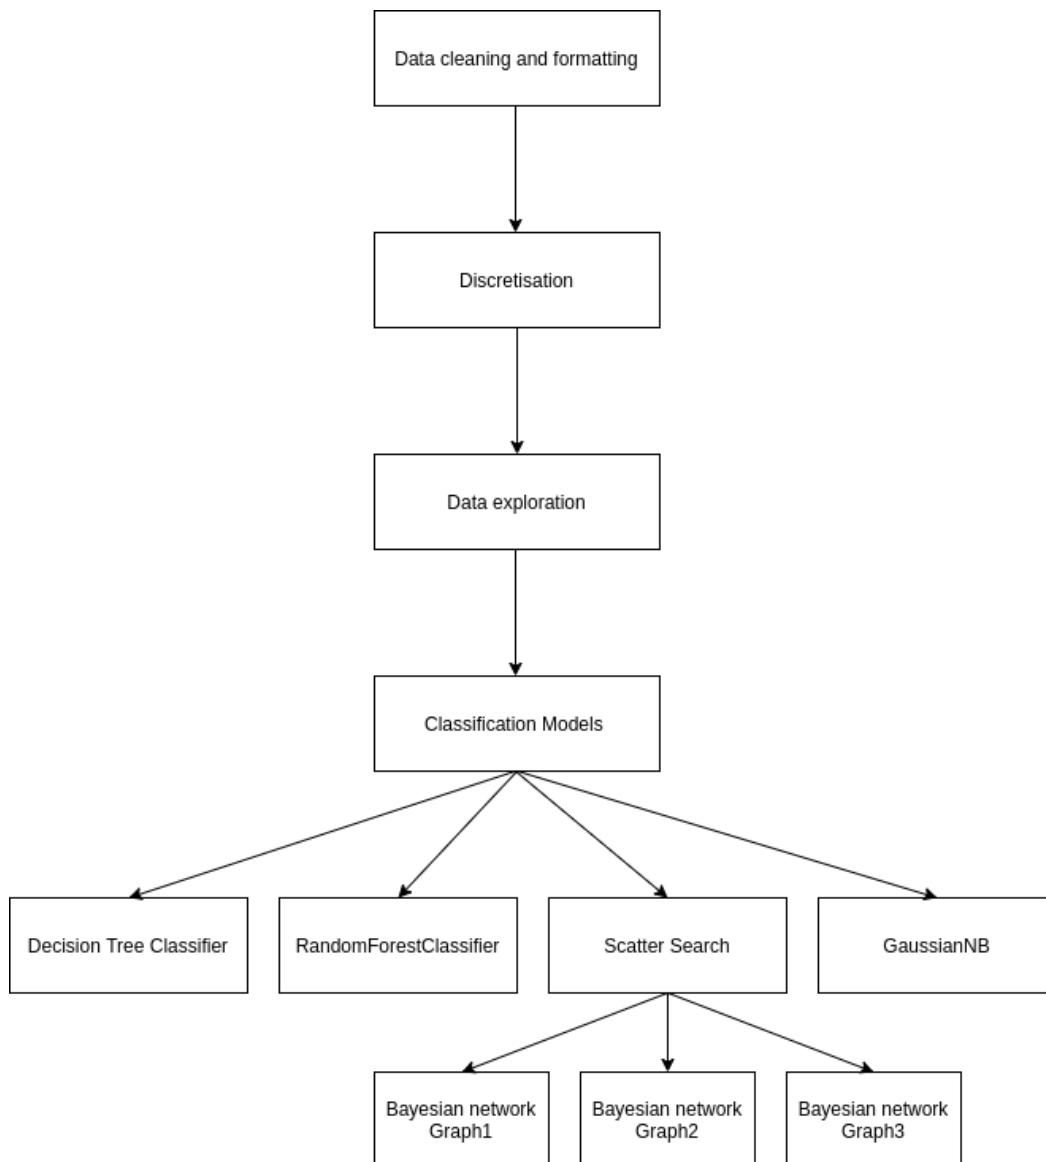 Data cleaning and formatting
Discretisation
Data exploration
Classification Models
Decision Tree Classifier
RandomForestClassifier
Scatter Search
GaussianNB
Bayesian network
Graph1
Bayesian network
Graph2
Bayesian network
Graph3